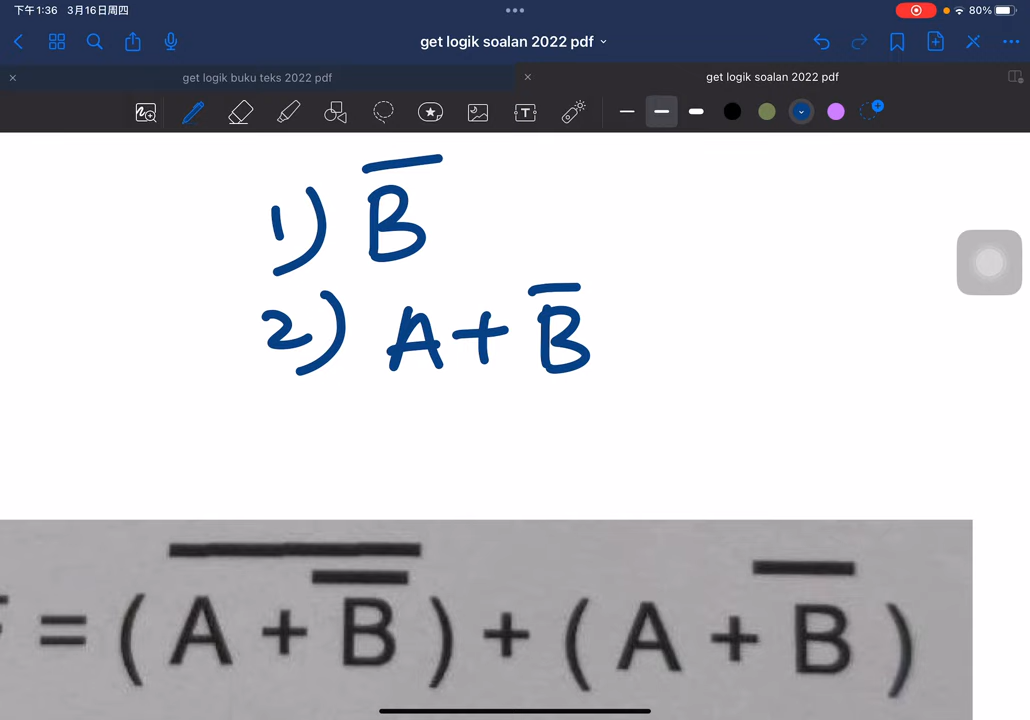 下午1:36 3月16日周四
80%
get logik soalan 2022 pdf
get logik buku teks 2022 pdf
get logik soalan 2022 pdf
T
1) B̅
2) A + B̅
= ( \overline{A + B̅} ) + ( A + B̅ )